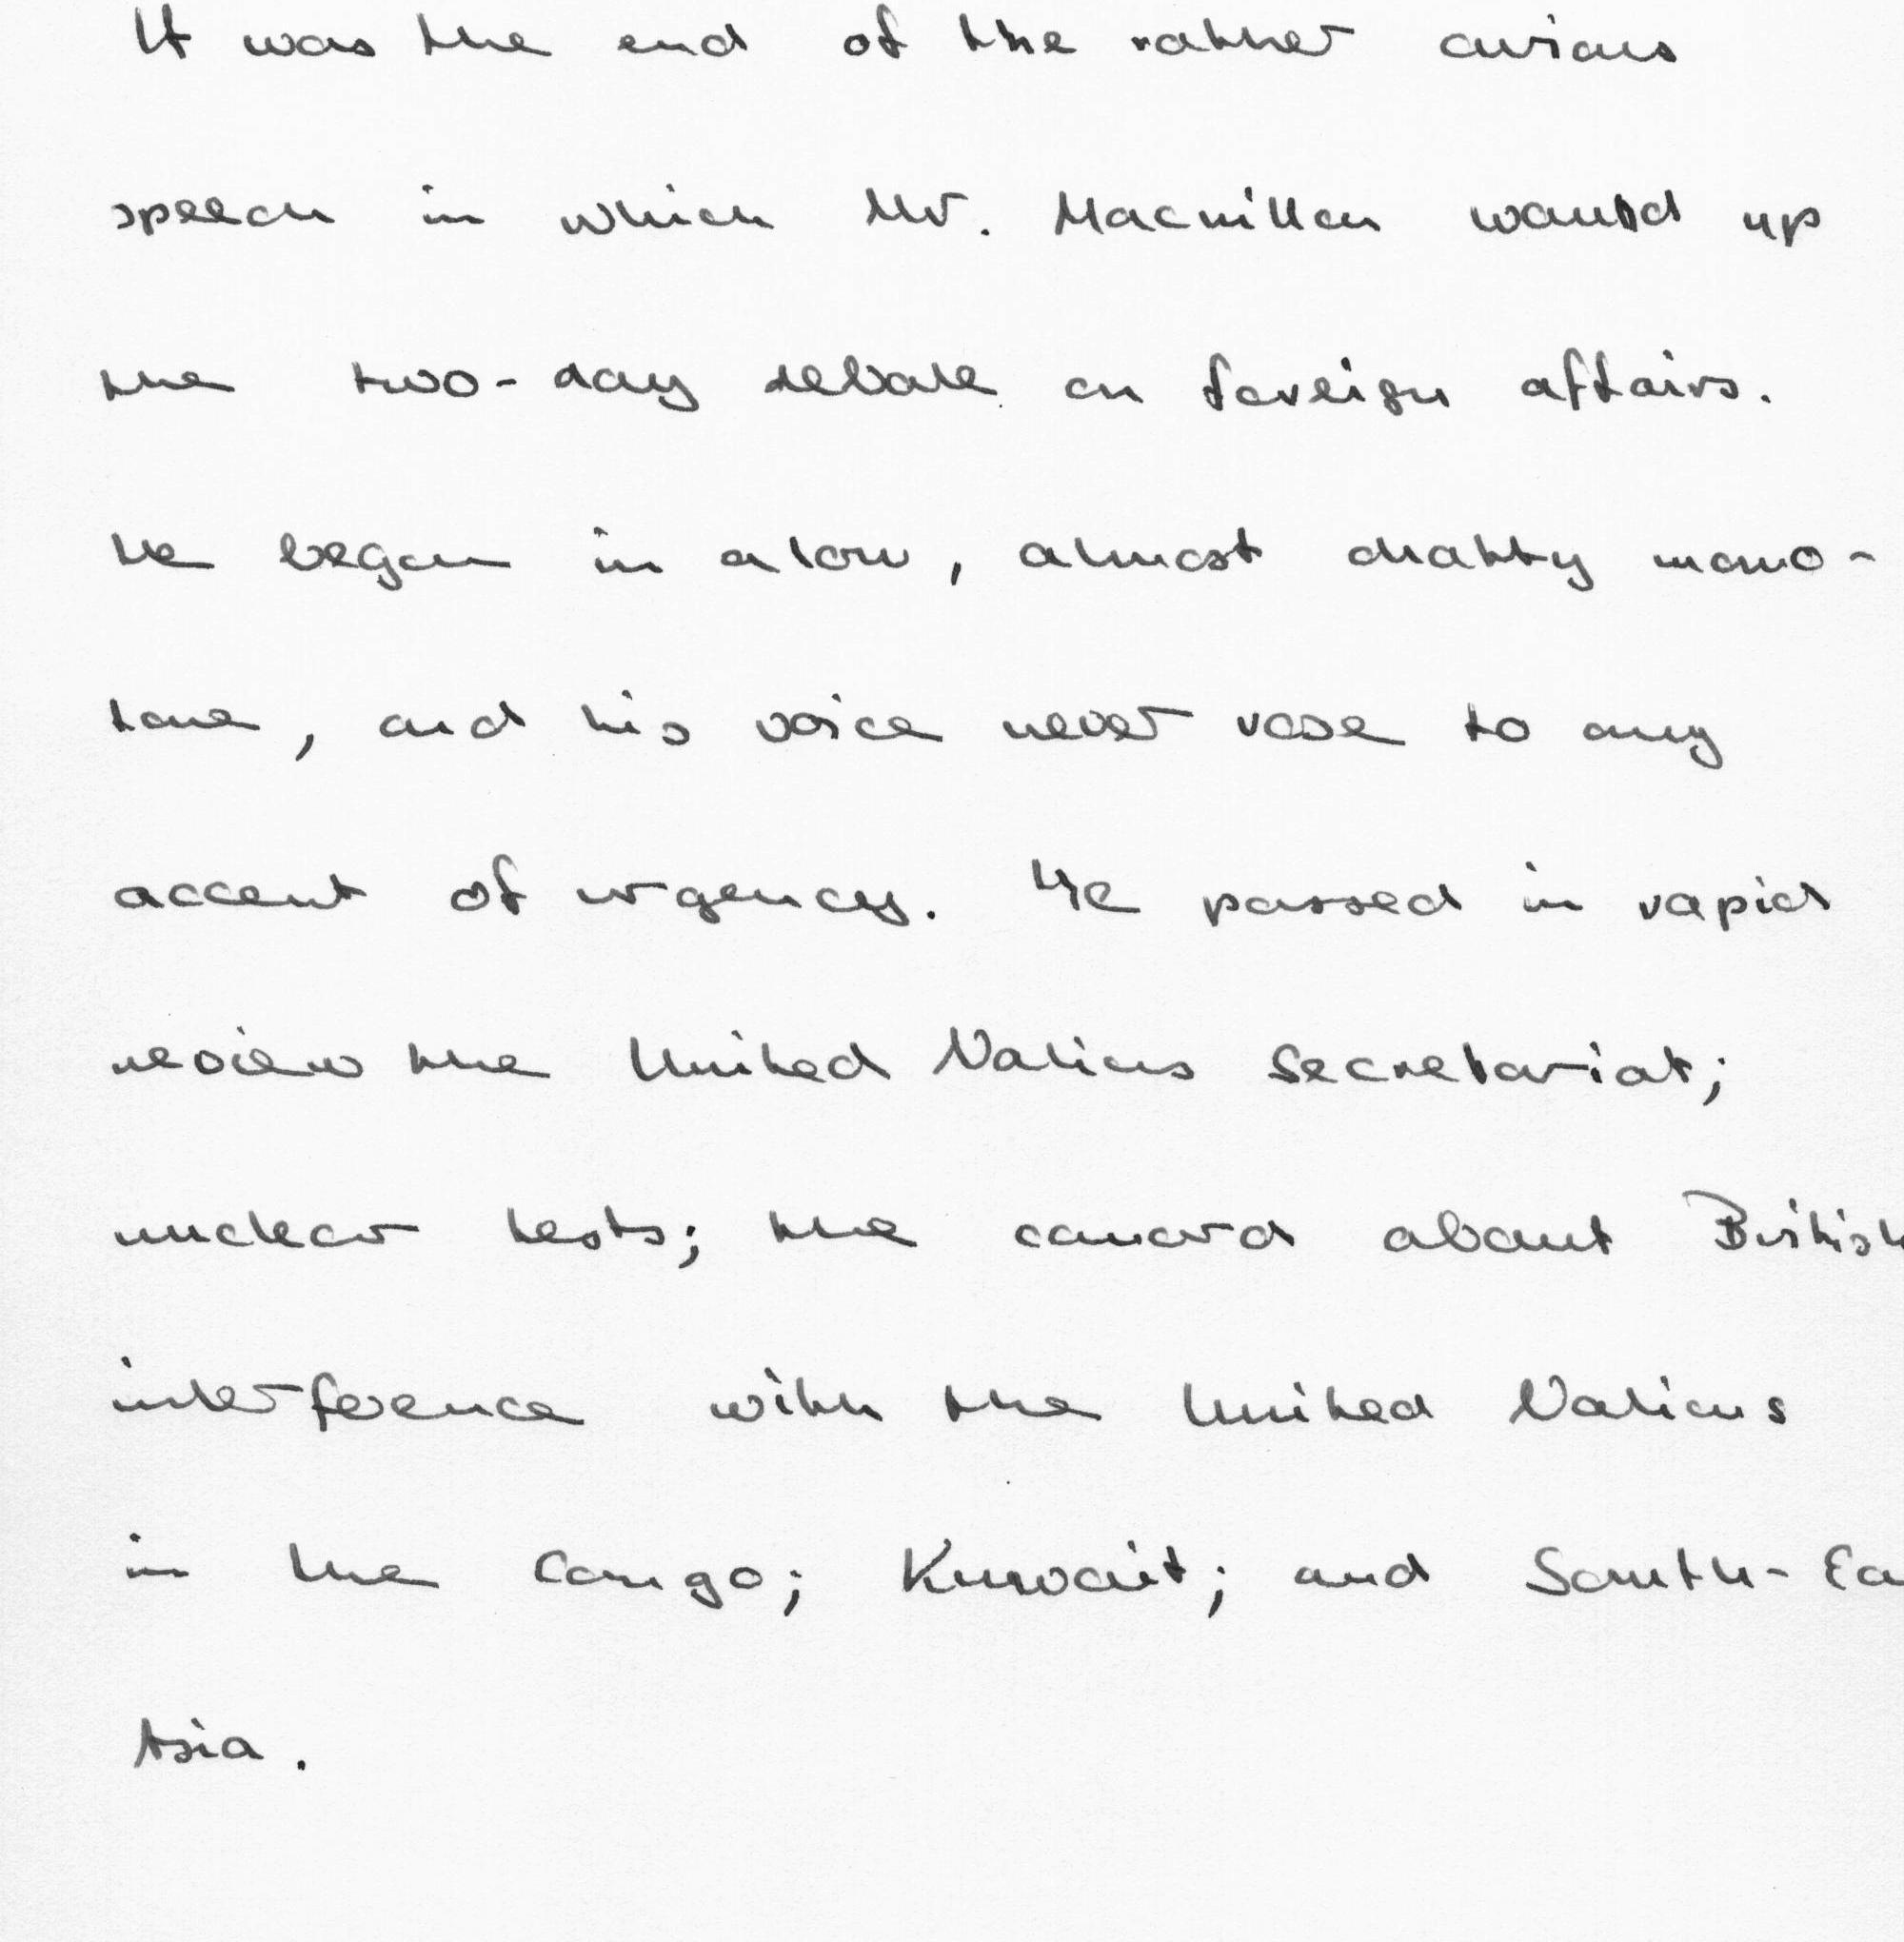 It was the end of the rather curious
speech in which Mr. Macmillan wound up
the two-day debate on foreign affairs.
He began in a low, almost chatty mono-
tone, and his voice never rose to any
accent of urgency. He passed in rapid
review the United Nations Secretariat;
nuclear tests; the canard about British
interference with the United Nations
in the Congo; Kuwait; and South-Ea
Asia.